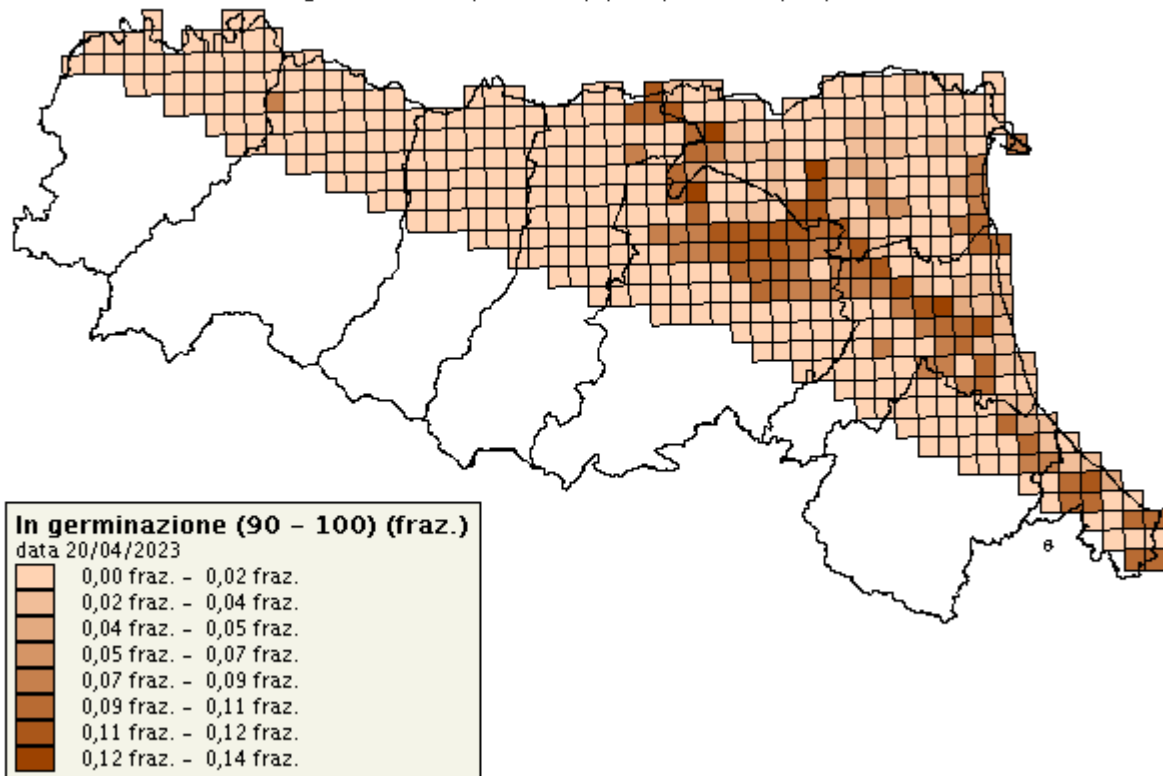 In germinazione (90 – 100) (fraz.)
data 20/04/2023
0,00 fraz. – 0,02 fraz.
0,02 fraz. – 0,04 fraz.
0,04 fraz. – 0,05 fraz.
0,05 fraz. – 0,07 fraz.
0,07 fraz. – 0,09 fraz.
0,09 fraz. – 0,11 fraz.
0,11 fraz. – 0,12 fraz.
0,12 fraz. – 0,14 fraz.